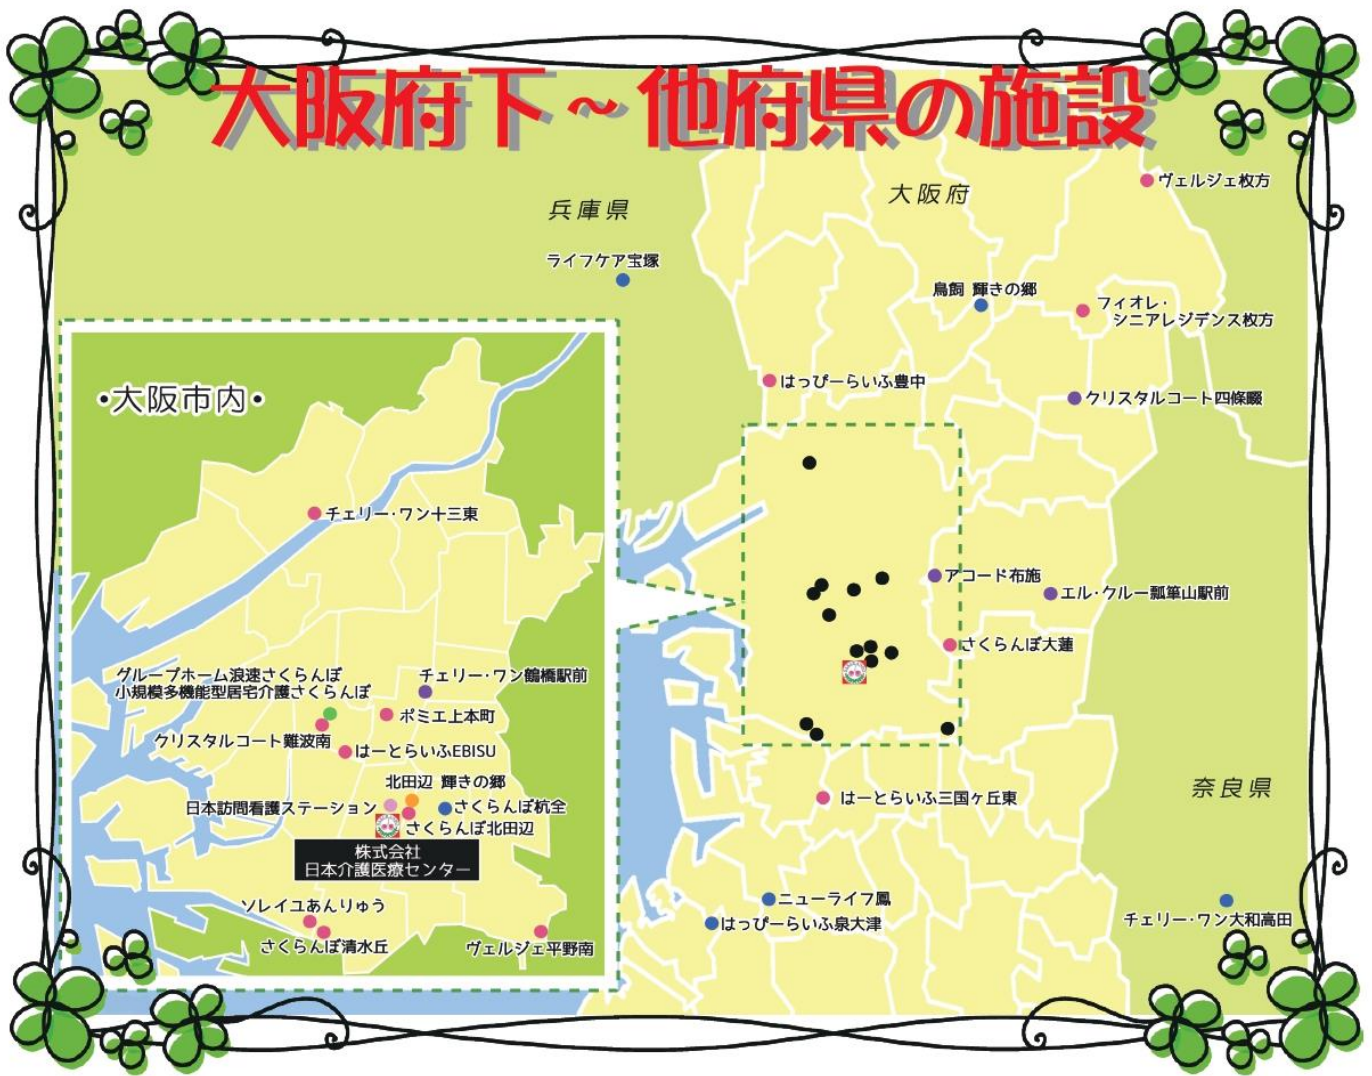 大阪府下～他府県の施設
兵庫県
大阪府
ヴェルジェ枚方
ライフケア宝塚
鳥飼 輝きの郷
フィオレ・
シニアレジデンス枚方
はっぴーらいふ豊中
クリスタルコート四條畷
・大阪市内・
チェリー・ワン十三東
アコード布施
エル・クルー瓢箪山駅前
さくらんぼ大蓮
グループホーム浪速さくらんぼ
小規模多機能型居宅介護さくらんぼ
チェリー・ワン鶴橋駅前
ポミエ上本町
クリスタルコート難波南
はーとらいふEBISU
北田辺 輝きの郷
日本訪問看護ステーション
さくらんぼ杭全
さくらんぼ北田辺
株式会社
日本介護医療センター
はーとらいふ三国ヶ丘東
奈良県
ソレイユあんりゅう
さくらんぼ清水丘
ヴェルジェ平野南
ニューライフ鳳
はっぴーらいふ泉大津
チェリー・ワン大和高田